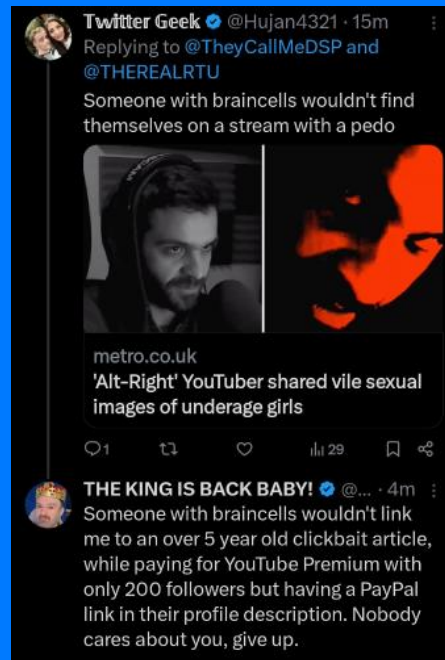 Twitter Geek @Hujan4321 · 15m
Replying to @TheyCallMeDSP and
@THEREALRTU
Someone with braincells wouldn't find
themselves on a stream with a pedo
metro.co.uk
'Alt-Right' YouTuber shared vile sexual
images of underage girls
1 29
THE KING IS BACK BABY! @... · 4m
Someone with braincells wouldn't link
me to an over 5 year old clickbait article,
while paying for YouTube Premium with
only 200 followers but having a PayPal
link in their profile description. Nobody
cares about you, give up.